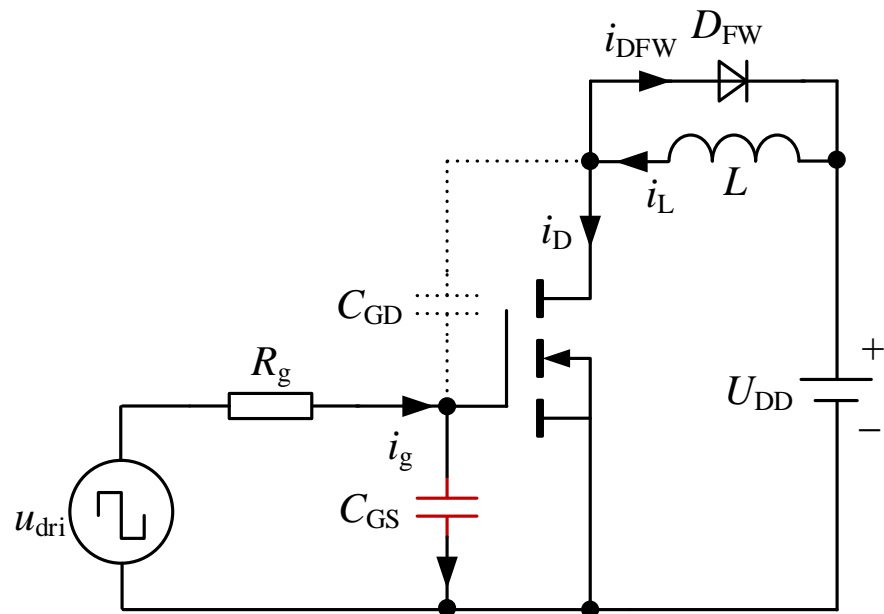 i_DFW
D_FW
i_L
L
i_D
C_GD
R_g
+
U_DD
−
i_g
C_GS
u_dri